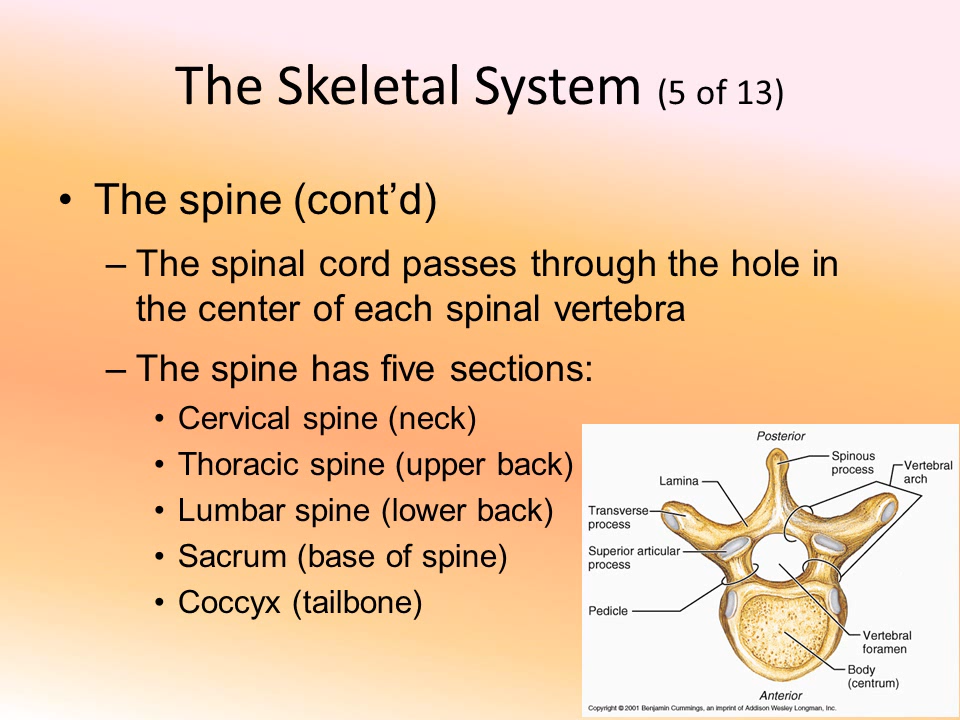 The Skeletal System (5 of 13)
• The spine (cont’d)
– The spinal cord passes through the hole in
the center of each spinal vertebra
– The spine has five sections:
• Cervical spine (neck)
• Thoracic spine (upper back)
• Lumbar spine (lower back)
• Sacrum (base of spine)
• Coccyx (tailbone)
Posterior
Spinous
process
Vertebral
arch
Lamina
Transverse
process
Superior articular
process
Pedicle
Vertebral
foramen
Body
(centrum)
Anterior
Copyright © 2001 Benjamin Cummings, an imprint of Addison Wesley Longman, Inc.